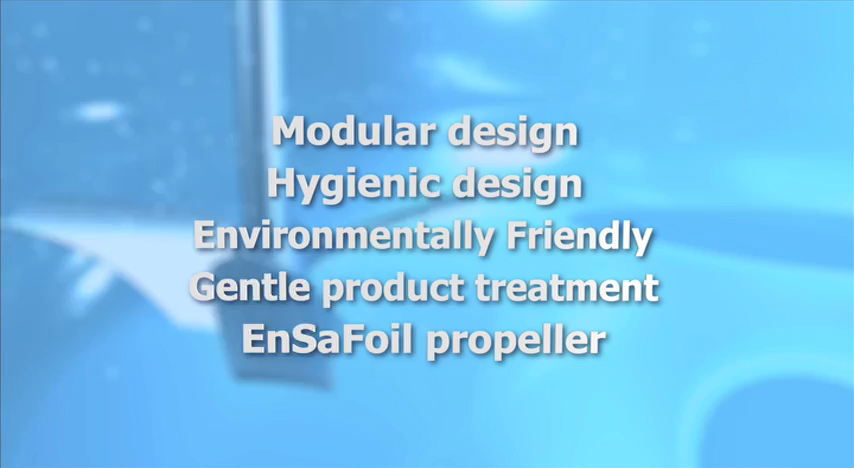 Modular design
Hygienic design
Environmentally Friendly
Gentle product treatment
EnSaFoil propeller